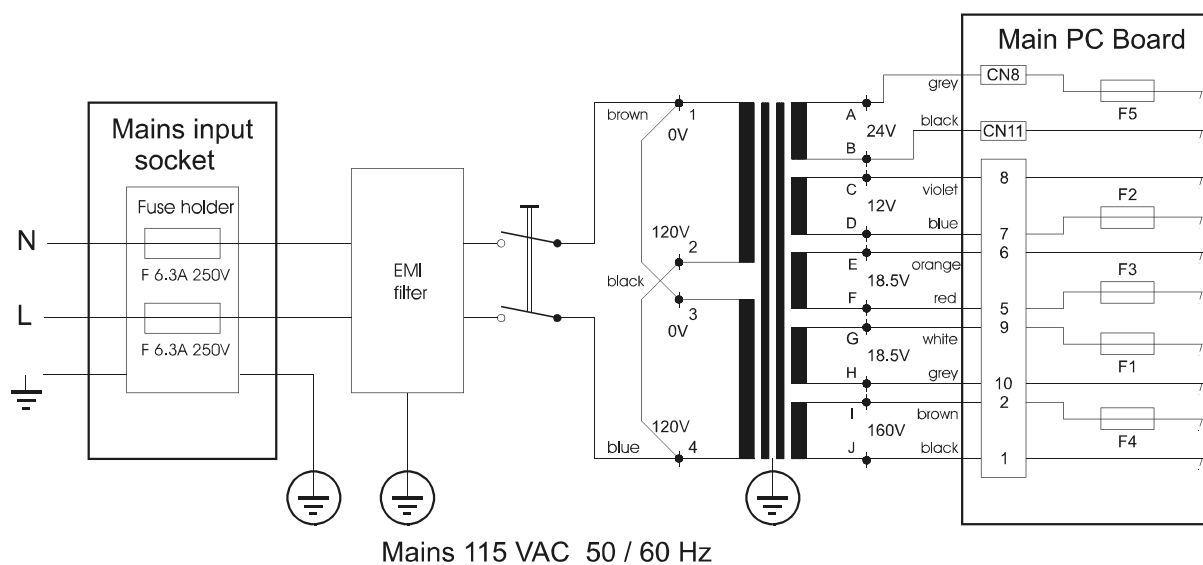 Main PC Board
CN8
grey
F5
A
24V
black
CN11
B
Mains input
socket
Fuse holder
N
F 6.3A 250V
L
F 6.3A 250V
EMI
filter
brown
1
0V
120V
2
black
3
0V
120V
blue
4
C
violet
8
12V
F2
D
blue
7
6
E
orange
18.5V
F3
F
red
5
9
G
white
18.5V
F1
H
grey
10
2
I
brown
160V
F4
J
black
1
Mains 115 VAC 50 / 60 Hz